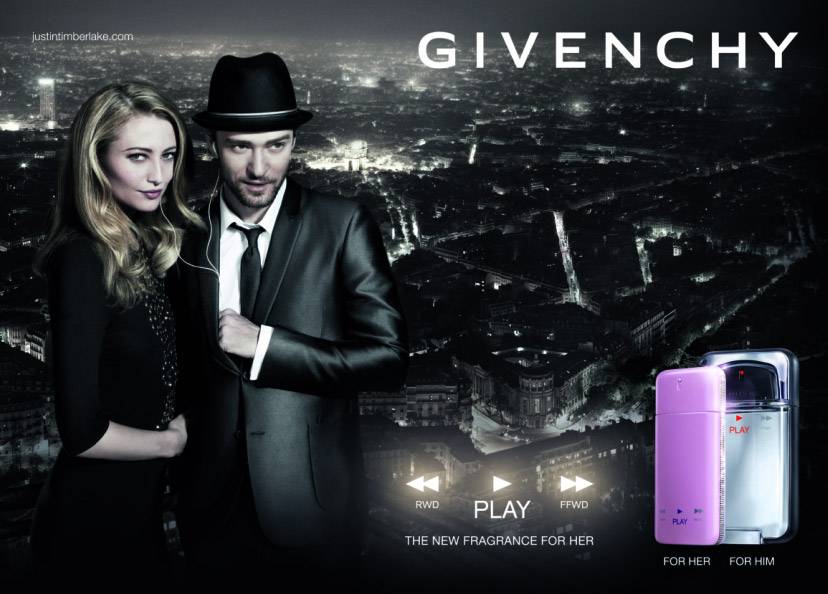 justintimberlake.com
GIVENCHY
RWD PLAY FFWD
THE NEW FRAGRANCE FOR HER
PLAY
PLAY
FOR HER FOR HIM